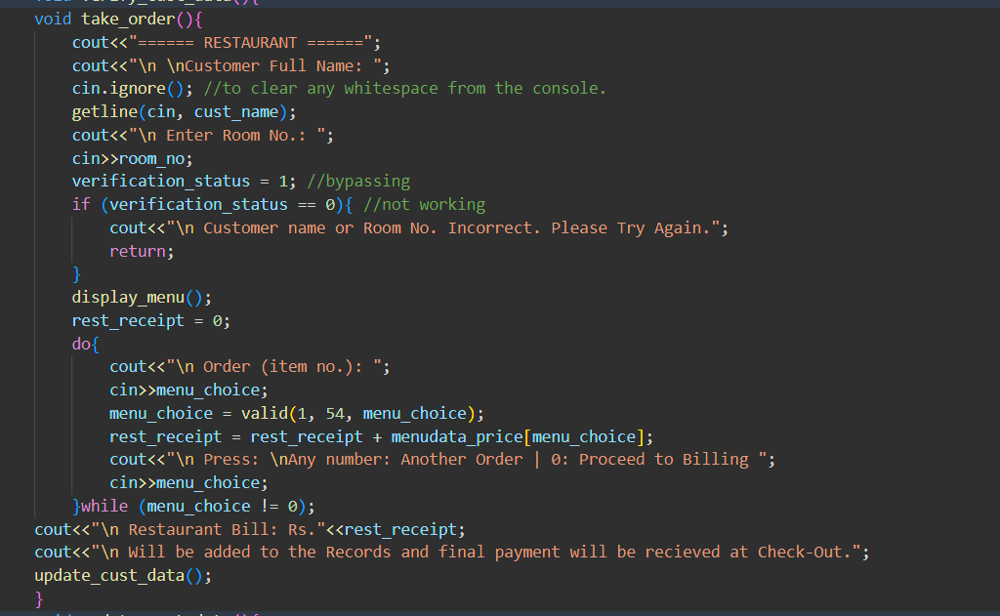 void take_order(){
cout<<"====== RESTAURANT ======";
cout<<"\n \nCustomer Full Name: ";
cin.ignore(); //to clear any whitespace from the console.
getline(cin, cust_name);
cout<<"\n Enter Room No.: ";
cin>>room_no;
verification_status = 1; //bypassing
if (verification_status == 0){ //not working
cout<<"\n Customer name or Room No. Incorrect. Please Try Again.";
return;
}
display_menu();
rest_receipt = 0;
do{
cout<<"\n Order (item no.): ";
cin>>menu_choice;
menu_choice = valid(1, 54, menu_choice);
rest_receipt = rest_receipt + menudata_price[menu_choice];
cout<<"\n Press: \nAny number: Another Order | 0: Proceed to Billing ";
cin>>menu_choice;
}while (menu_choice != 0);
cout<<"\n Restaurant Bill: Rs."<<rest_receipt;
cout<<"\n Will be added to the Records and final payment will be recieved at Check-Out.";
update_cust_data();
}